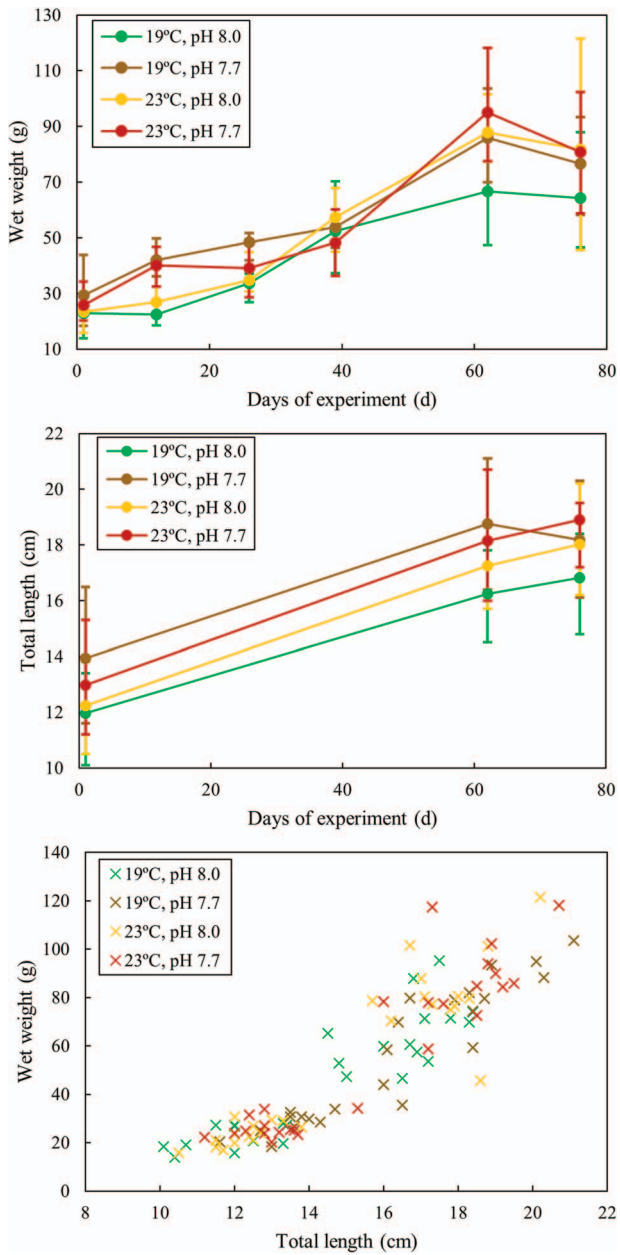 130
110
90
70
50
30
10
Wet weight (g)
19ºC, pH 8.0
19ºC, pH 7.7
23ºC, pH 8.0
23ºC, pH 7.7
0 20 40 60 80
Days of experiment (d)
22
20
18
16
14
12
10
Total length (cm)
19ºC, pH 8.0
19ºC, pH 7.7
23ºC, pH 8.0
23ºC, pH 7.7
0 20 40 60 80
Days of experiment (d)
140
120
100
80
60
40
20
0
Wet weight (g)
19ºC, pH 8.0
19ºC, pH 7.7
23ºC, pH 8.0
23ºC, pH 7.7
8 10 12 14 16 18 20 22
Total length (cm)